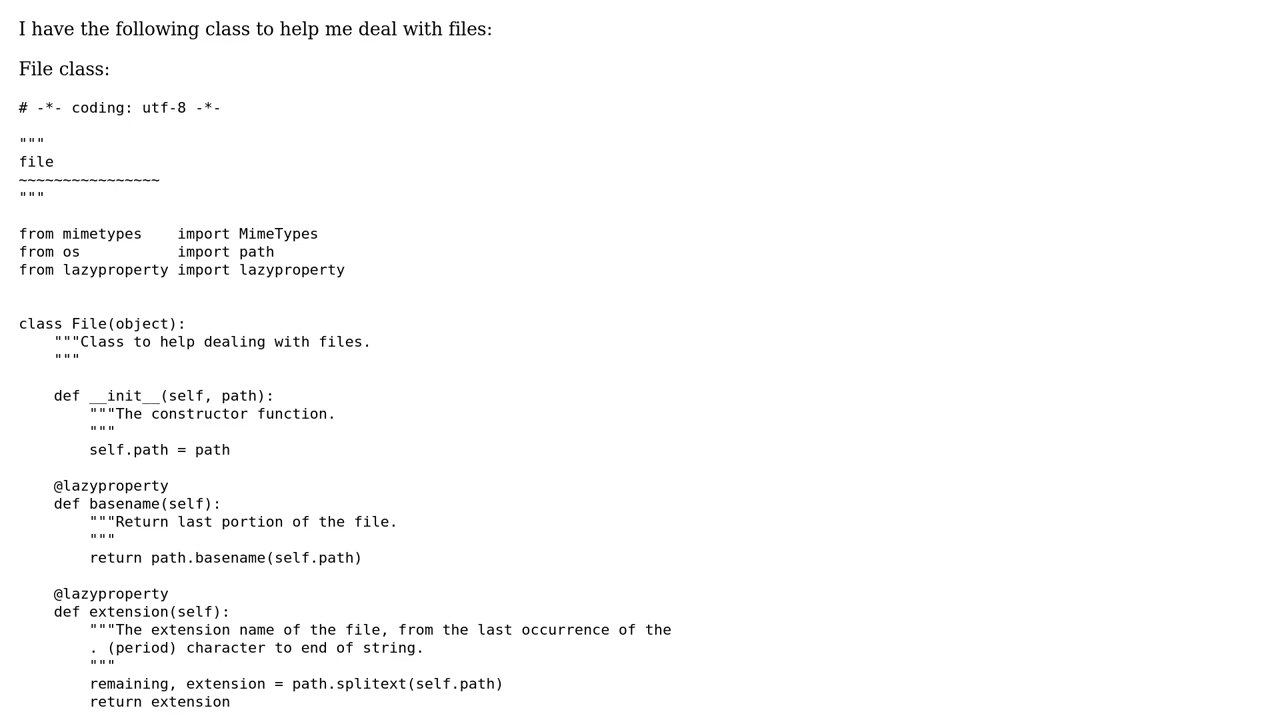 I have the following class to help me deal with files:
File class:
# -*- coding: utf-8 -*-
"""
file
~~~~~~~~~~~~~~~~
"""
from mimetypes    import MimeTypes
from os           import path
from lazyproperty import lazyproperty
class File(object):
    """Class to help dealing with files.
    """
    def __init__(self, path):
        """The constructor function.
        """
        self.path = path
    @lazyproperty
    def basename(self):
        """Return last portion of the file.
        """
        return path.basename(self.path)
    @lazyproperty
    def extension(self):
        """The extension name of the file, from the last occurrence of the
        . (period) character to end of string.
        """
        remaining, extension = path.splitext(self.path)
        return extension